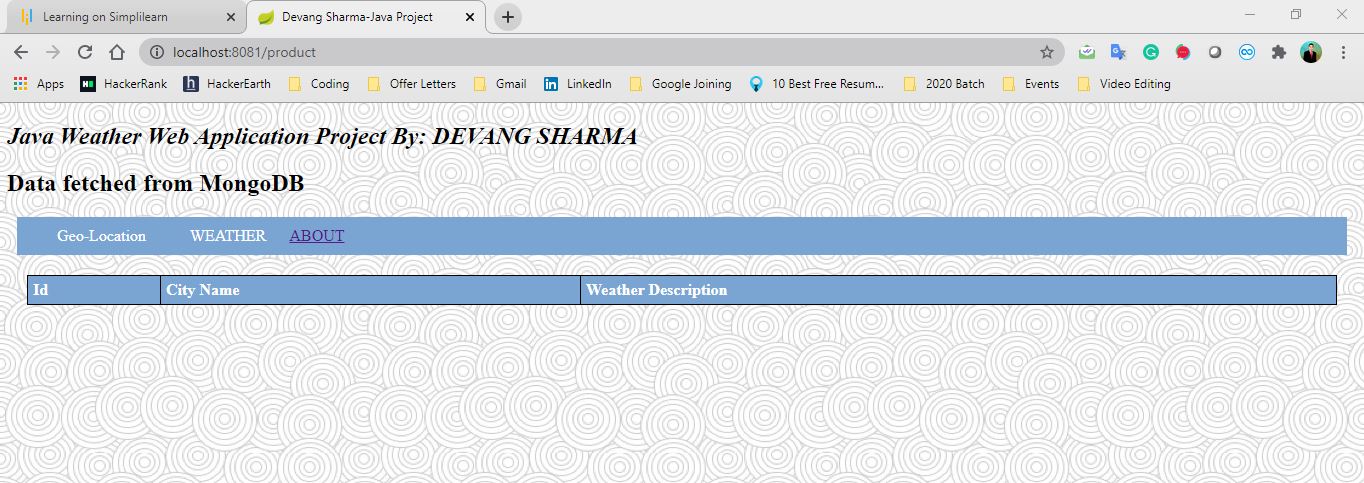 Learning on Simplilearn
Devang Sharma-Java Project
localhost:8081/product
Apps HackerRank HackerEarth Coding Offer Letters Gmail LinkedIn Google Joining 10 Best Free Resum... 2020 Batch Events Video Editing
Java Weather Web Application Project By: DEVANG SHARMA
Data fetched from MongoDB
Geo-Location WEATHER ABOUT
Id City Name Weather Description